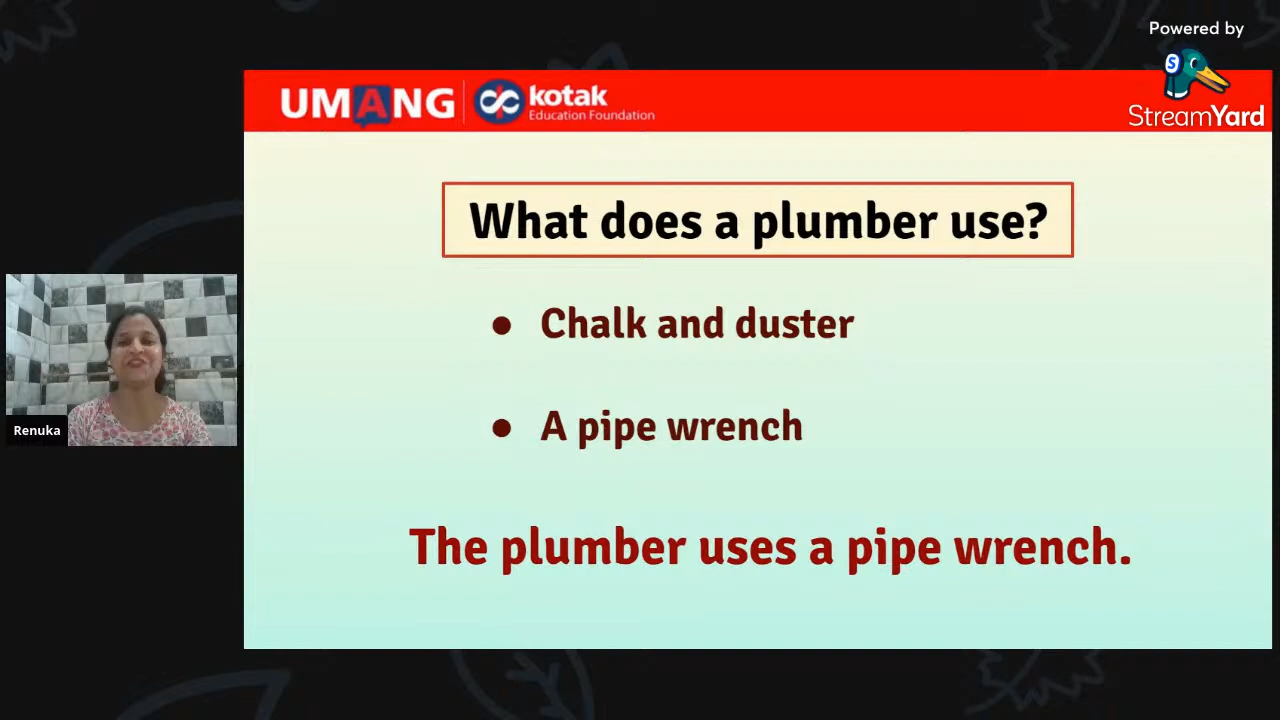 Powered by
StreamYard
UMANG
kotak
Education Foundation
What does a plumber use?
● Chalk and duster
● A pipe wrench
The plumber uses a pipe wrench.
Renuka